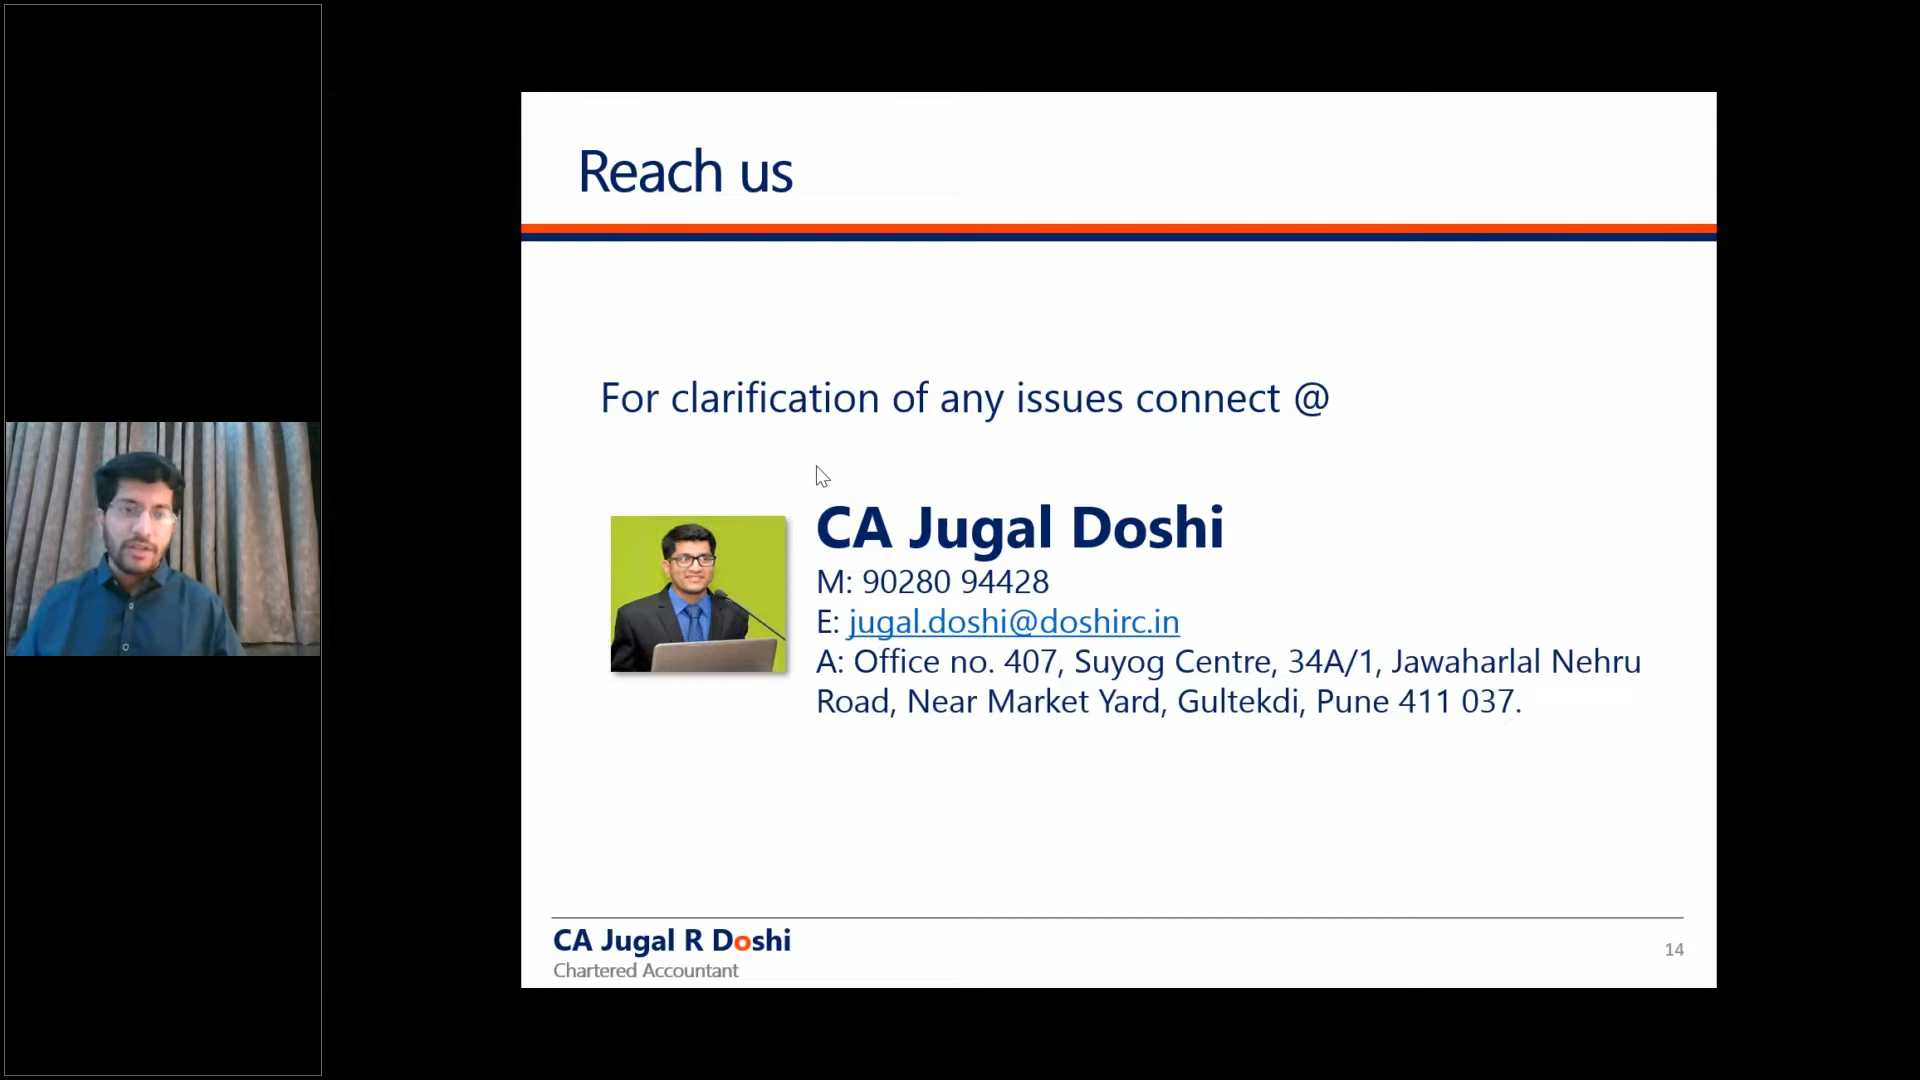 Reach us
For clarification of any issues connect @
CA Jugal Doshi
M: 90280 94428
E: jugal.doshi@doshirc.in
A: Office no. 407, Suyog Centre, 34A/1, Jawaharlal Nehru
Road, Near Market Yard, Gultekdi, Pune 411 037.
CA Jugal R Doshi
Chartered Accountant
14